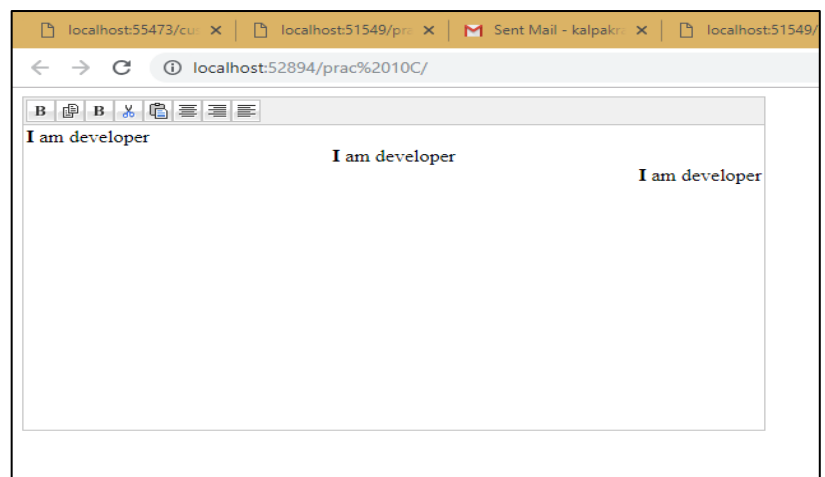 localhost:55473/cu
localhost:51549/pra
Sent Mail - kalpakra
localhost:51549/
localhost:52894/prac%2010C/
B B
I am developer
I am developer
I am developer